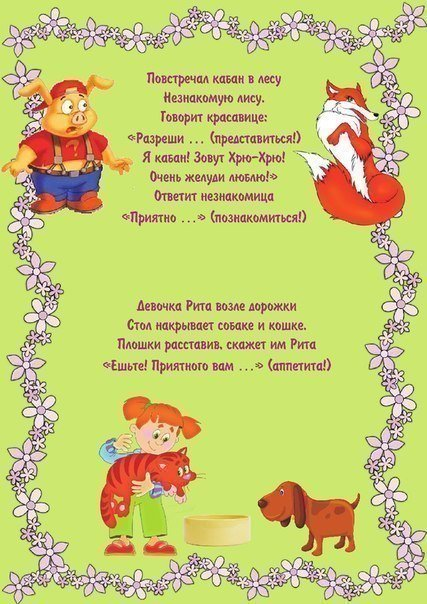 Повстречал кабан в лесу
Незнакомую лису.
Говорит красавице:
«Разреши ... (представиться!)
Я кабан! Зовут Хрю-Хрю!
Очень желуди люблю!»
Ответит незнакомица
«Приятно ...» (познакомиться!)
Девочка Рита возле дорожки
Стол накрывает собаке и кошке.
Плошки расставив, скажет им Рита
«Ешьте! Приятного вам ...» (аппетита!)